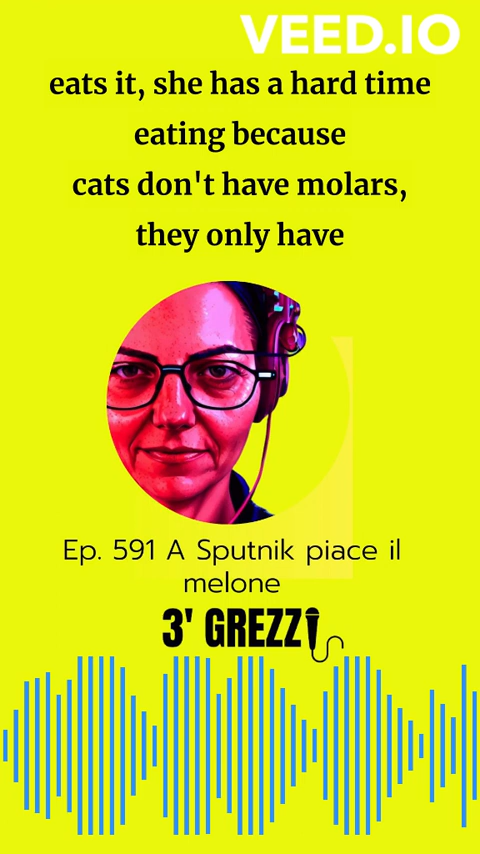 VEED.IO
eats it, she has a hard time
eating because
cats don't have molars,
they only have
Ep. 591 A Sputnik piace il
melone
3' GREZZI